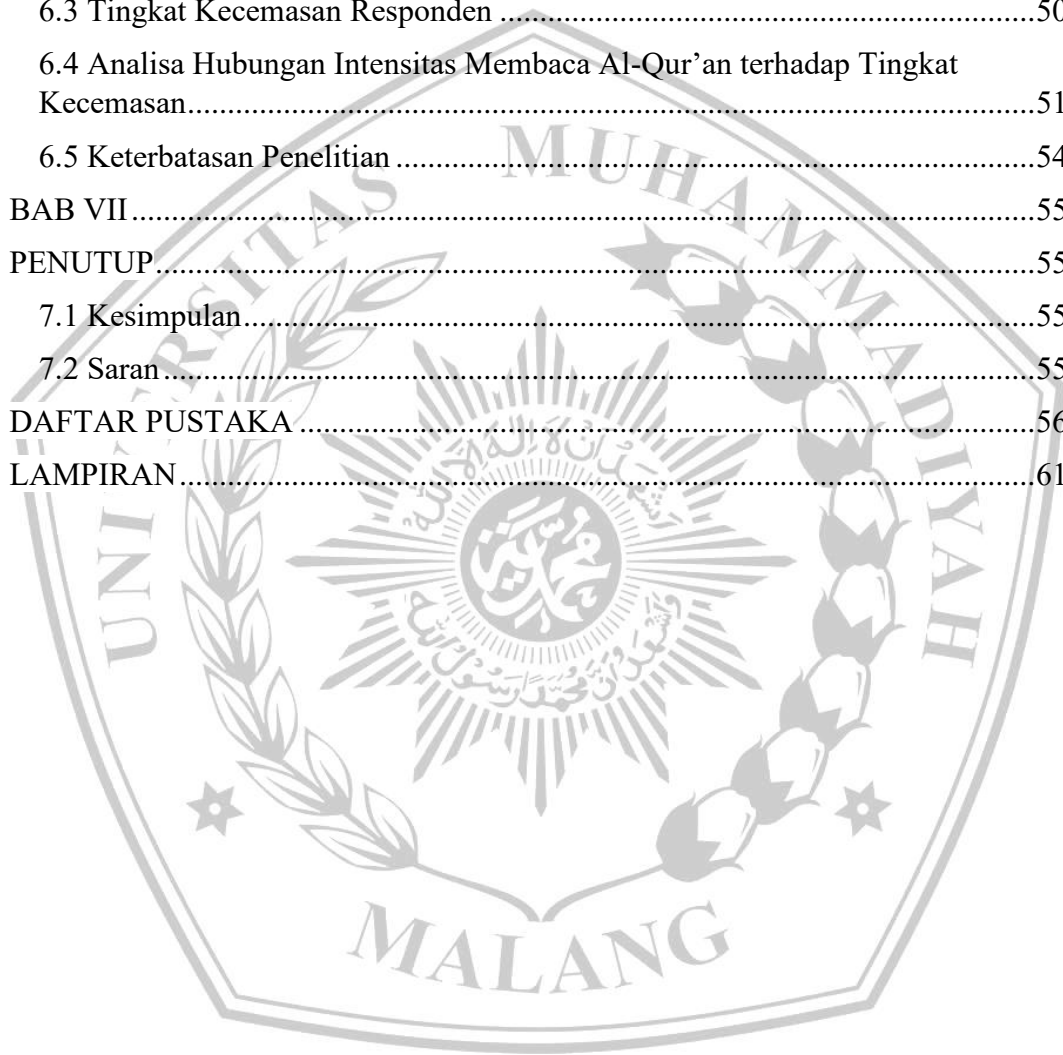 6.3 Tingkat Kecemasan Responden ........................................................................50
6.4 Analisa Hubungan Intensitas Membaca Al-Qur'an terhadap Tingkat
Kecemasan.............................................................................................................51
6.5 Keterbatasan Penelitian ....................................................................................54
BAB VII .....................................................................................................................55
PENUTUP..................................................................................................................55
7.1 Kesimpulan........................................................................................................55
7.2 Saran ..................................................................................................................55
DAFTAR PUSTAKA ................................................................................................56
LAMPIRAN...............................................................................................................61
UNIVERSITAS MUHAMMADIYAH
MALANG